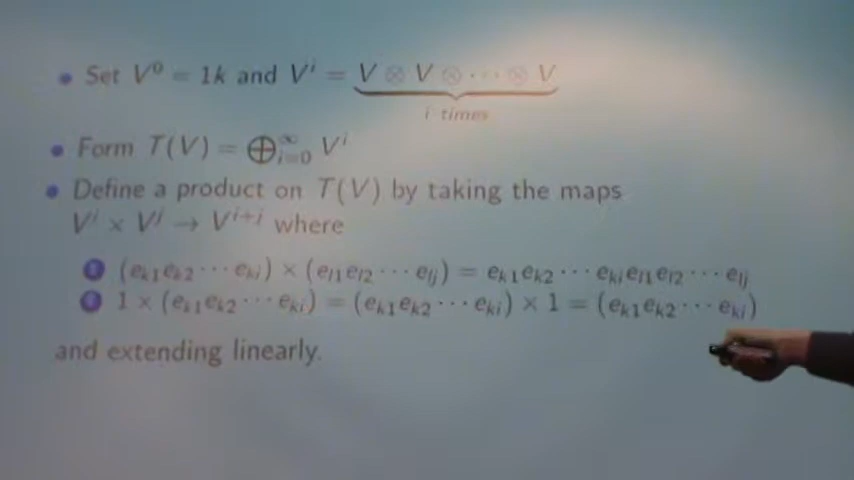 • Set V⁰ = 1k and Vⁱ = V ⊗ V ⊗ ··· ⊗ V
i times
• Form T(V) = ⊕_{i=0}^{∞} Vⁱ
• Define a product on T(V) by taking the maps
Vⁱ × Vʲ → Vⁱ⁺ʲ where
1 (e_{k1}e_{k2} ··· e_{ki}) × (e_{l1}e_{l2} ··· e_{lj}) = e_{k1}e_{k2} ··· e_{ki}e_{l1}e_{l2} ··· e_{lj}
2 1 × (e_{k1}e_{k2} ··· e_{ki}) = (e_{k1}e_{k2} ··· e_{ki}) × 1 = (e_{k1}e_{k2} ··· e_{ki})
and extending linearly.